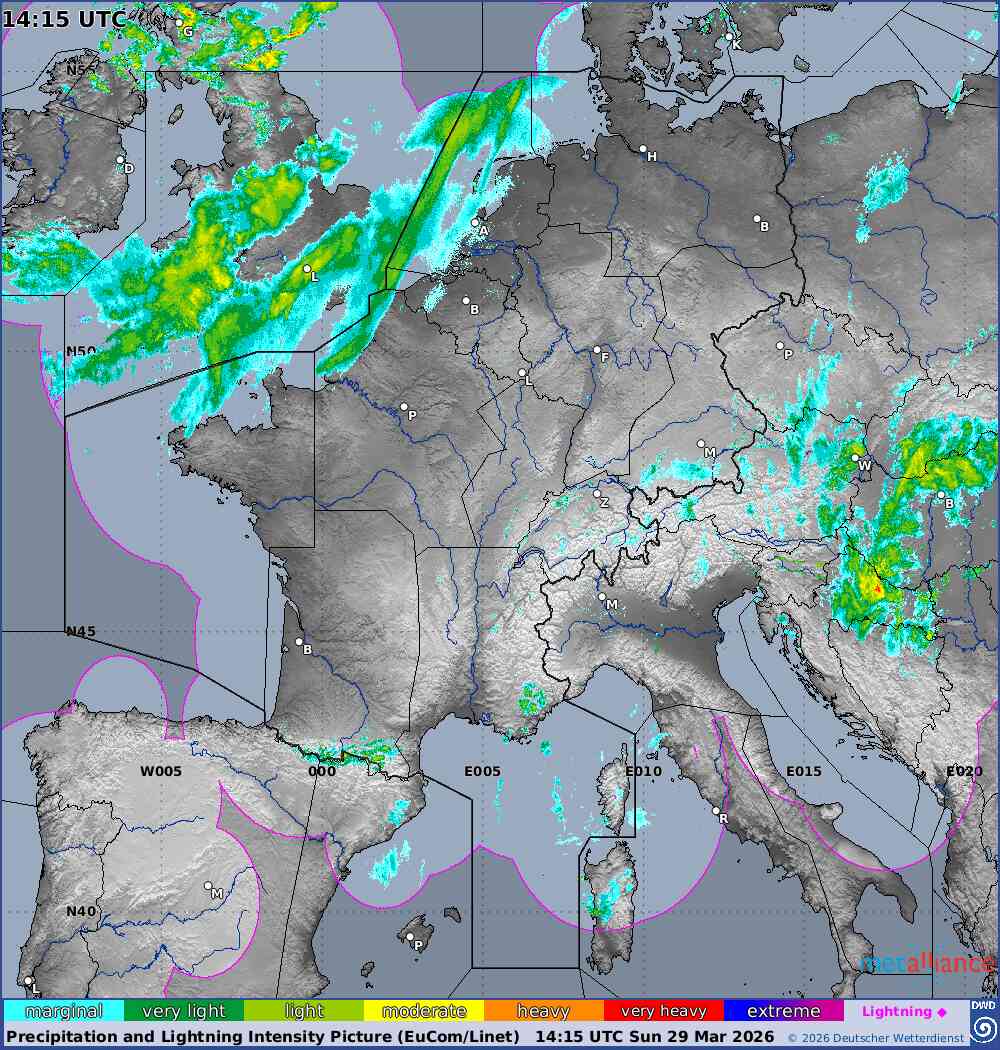 14:15 UTC
G
K
N55
D
H
B
A
L
B
N50
P
F
L
P
M
W
Z
B
M
N45
B
W005
000
E005
E010
E015
E020
R
M
N40
P
L
metalliance
marginal very light light moderate heavy very heavy extreme Lightning ◆ DWD
Precipitation and Lightning Intensity Picture (EuCom/Linet) 14:15 UTC Sun 29 Mar 2026 © 2026 Deutscher Wetterdienst